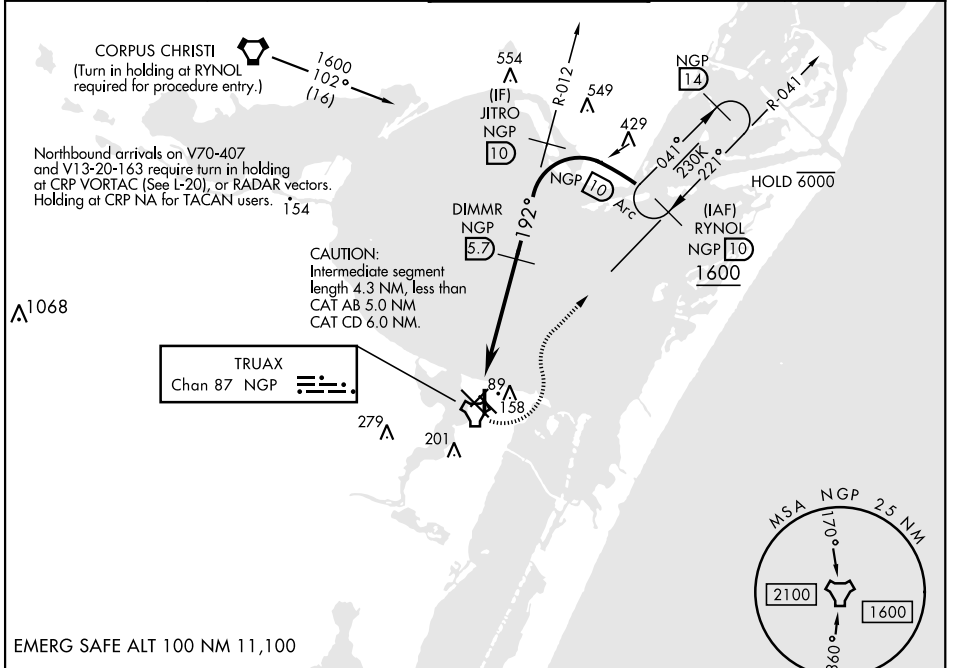 CORPUS CHRISTI
(Turn in holding at RYNOL
required for procedure entry.)
1600
102°
(16)
554
(IF)
JITRO
NGP
10
R-012
549
429
NGP
14
R-041
041°
230K
221°
HOLD 6000
Northbound arrivals on V70-407
and V13-20-163 require turn in holding
at CRP VORTAC (See L-20), or RADAR vectors.
Holding at CRP NA for TACAN users.
154
NGP 10 Arc
(IAF)
RYNOL
NGP 10
1600
DIMMR
NGP
5.7
192°
CAUTION:
Intermediate segment
length 4.3 NM, less than
CAT AB 5.0 NM
CAT CD 6.0 NM.
1068
TRUAX
Chan 87 NGP
89
158
279
201
MSA NGP 25 NM
170°
2100
1600
EMERG SAFE ALT 100 NM 11,100